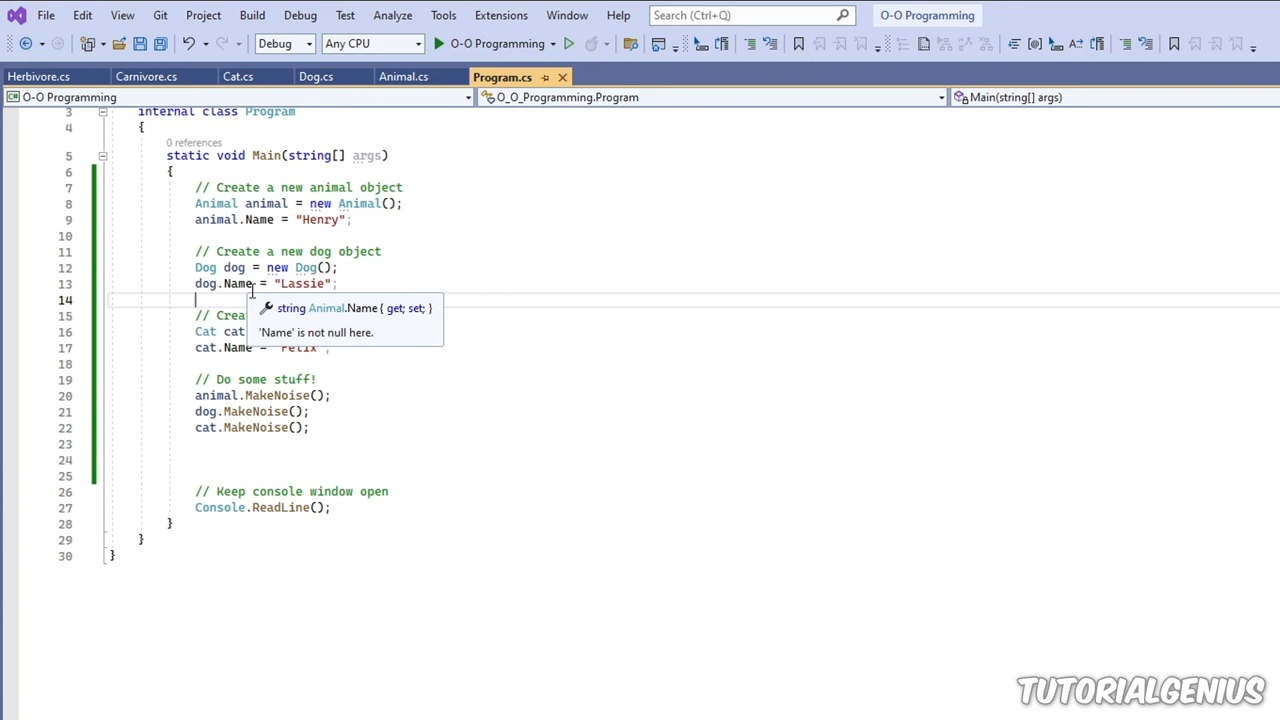 File Edit View Git Project Build Debug Test Analyze Tools Extensions Window Help Search (Ctrl+Q) O-O Programming
Debug Any CPU O-O Programming
Herbivore.cs Carnivore.cs Cat.cs Dog.cs Animal.cs Program.cs
C# O-O Programming O_O_Programming.Program Main(string[] args)
3 internal class Program
4 {
0 references
5 static void Main(string[] args)
6 {
7 // Create a new animal object
8 Animal animal = new Animal();
9 animal.Name = "Henry";
10
11 // Create a new dog object
12 Dog dog = new Dog();
13 dog.Name = "Lassie";
14
string Animal.Name { get; set; }
15 // Crea
16 Cat cat
'Name' is not null here.
17 cat.Name = "Felix";
18
19 // Do some stuff!
20 animal.MakeNoise();
21 dog.MakeNoise();
22 cat.MakeNoise();
23
24
25
26 // Keep console window open
27 Console.ReadLine();
28 }
29 }
30 }
TUTORIALGENIUS